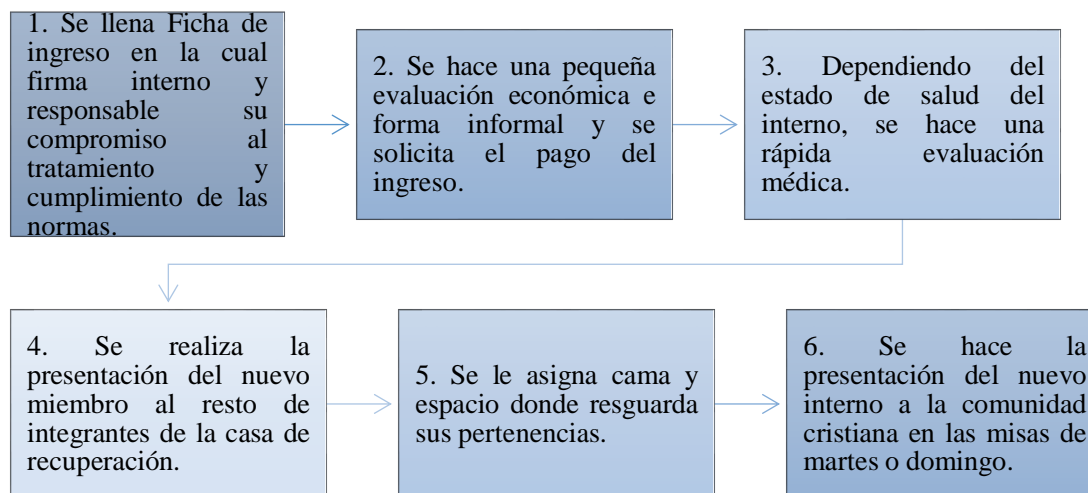 1. Se llena Ficha de
ingreso en la cual
firma interno y
responsable su
compromiso al
tratamiento y
cumplimiento de las
normas.
2. Se hace una pequeña
evaluación económica e
forma informal y se
solicita el pago del
ingreso.
3. Dependiendo del
estado de salud del
interno, se hace una
rápida evaluación
médica.
4. Se realiza la
presentación del nuevo
miembro al resto de
integrantes de la casa de
recuperación.
5. Se le asigna cama y
espacio donde resguarda
sus pertenencias.
6. Se hace la
presentación del nuevo
interno a la comunidad
cristiana en las misas de
martes o domingo.